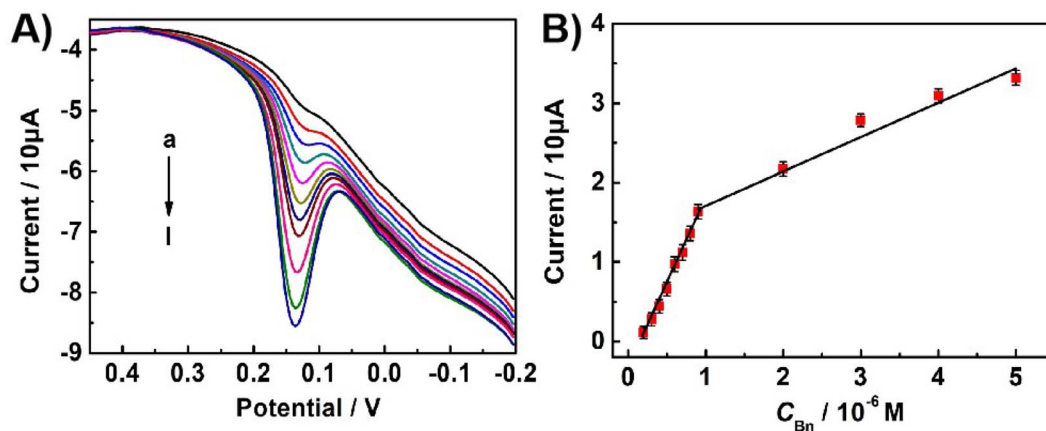 A)
Current / 10μA
-4
-5
-6
-7
-8
-9
a
l
0.4 0.3 0.2 0.1 0.0 -0.1 -0.2
Potential / V
B)
Current / 10μA
4
3
2
1
0
0 1 2 3 4 5
C_Bn / 10⁻⁶ M